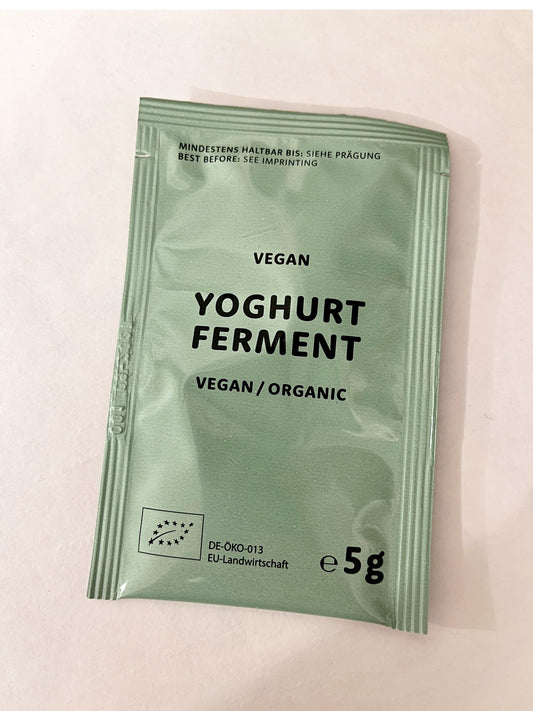 MINDESTENS HALTBAR BIS: SIEHE PRÄGUNG
BEST BEFORE: SEE IMPRINTING
VEGAN
YOGHURT
FERMENT
VEGAN / ORGANIC
DE-ÖKO-013
EU-Landwirtschaft
℮ 5g